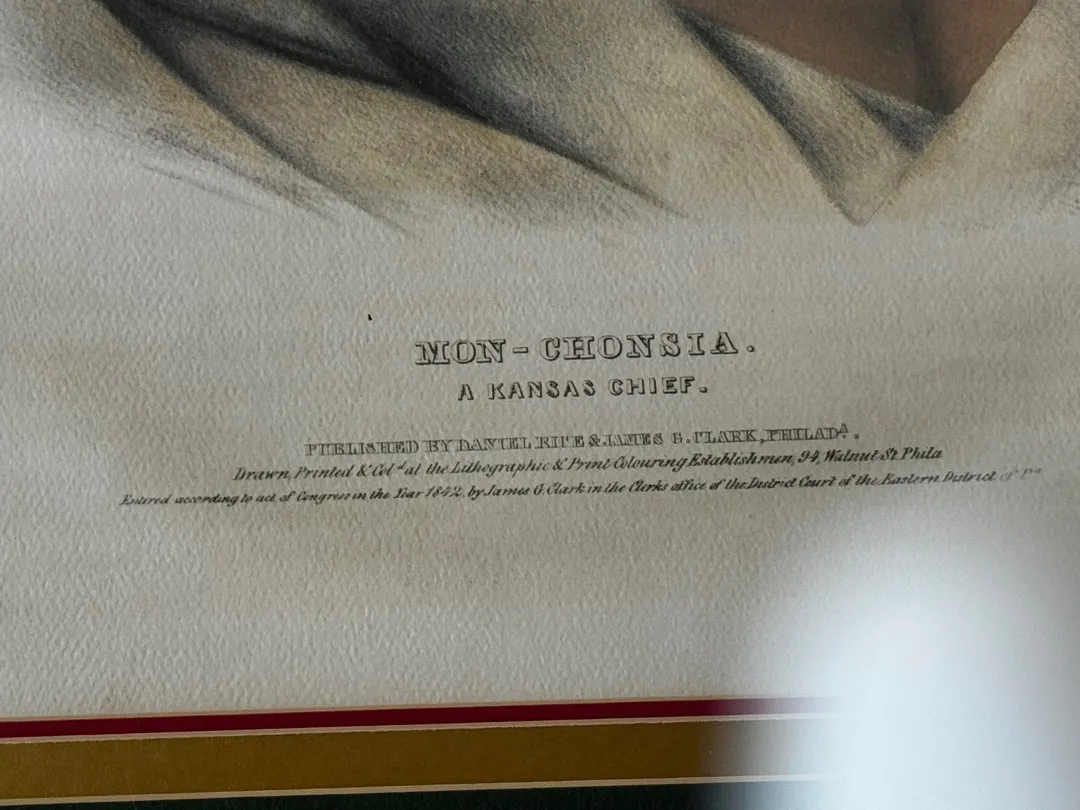 MON-CHONSIA.
A KANSAS CHIEF.
PUBLISHED BY DANIEL RICE & JAMES G. CLARK, PHILADᴬ.
Drawn, Printed & Colᵈ at the Lithographic & Print Colouring Establishmen, 94, Walnut Sᵗ Phila
Entered according to act of Congress in the Year 1842. by James G. Clark in the Clerks office of the District Court of the Eastern District of Pᵃ